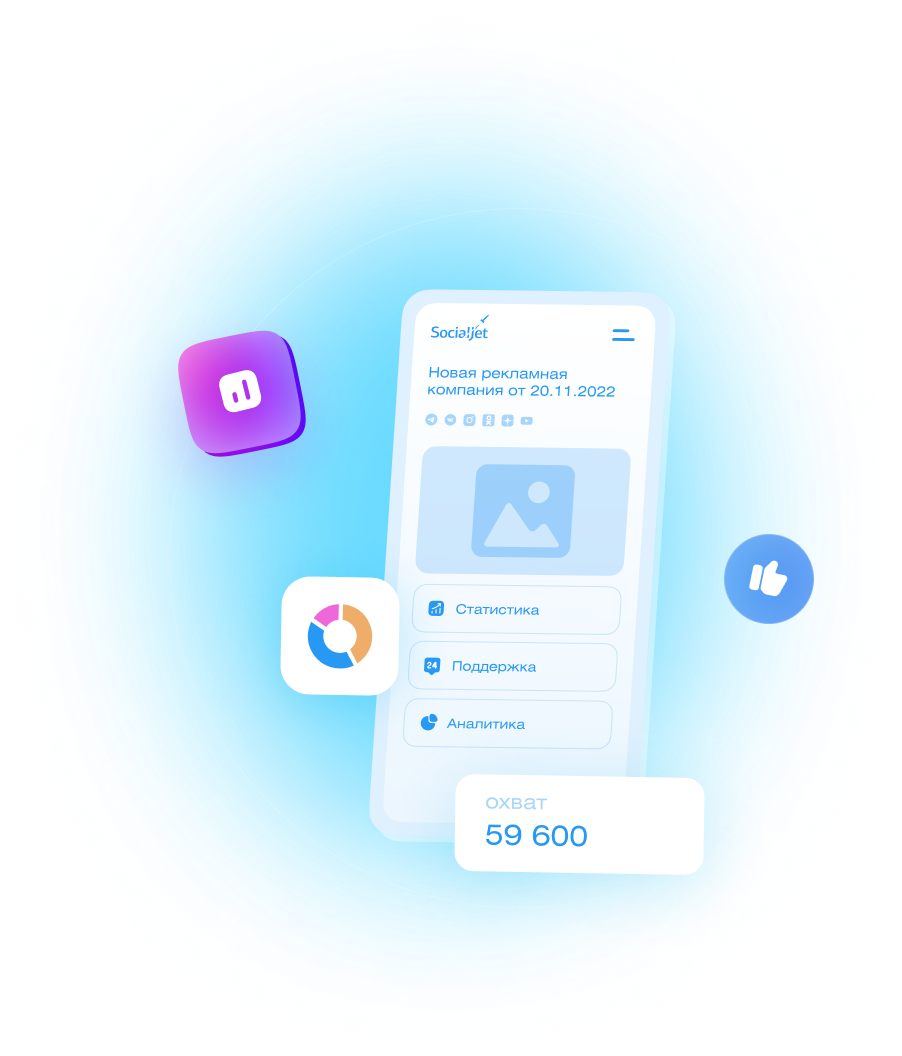 Socialjet
Новая рекламная
компания от 20.11.2022
Статистика
24
Поддержка
Аналитика
охват
59 600